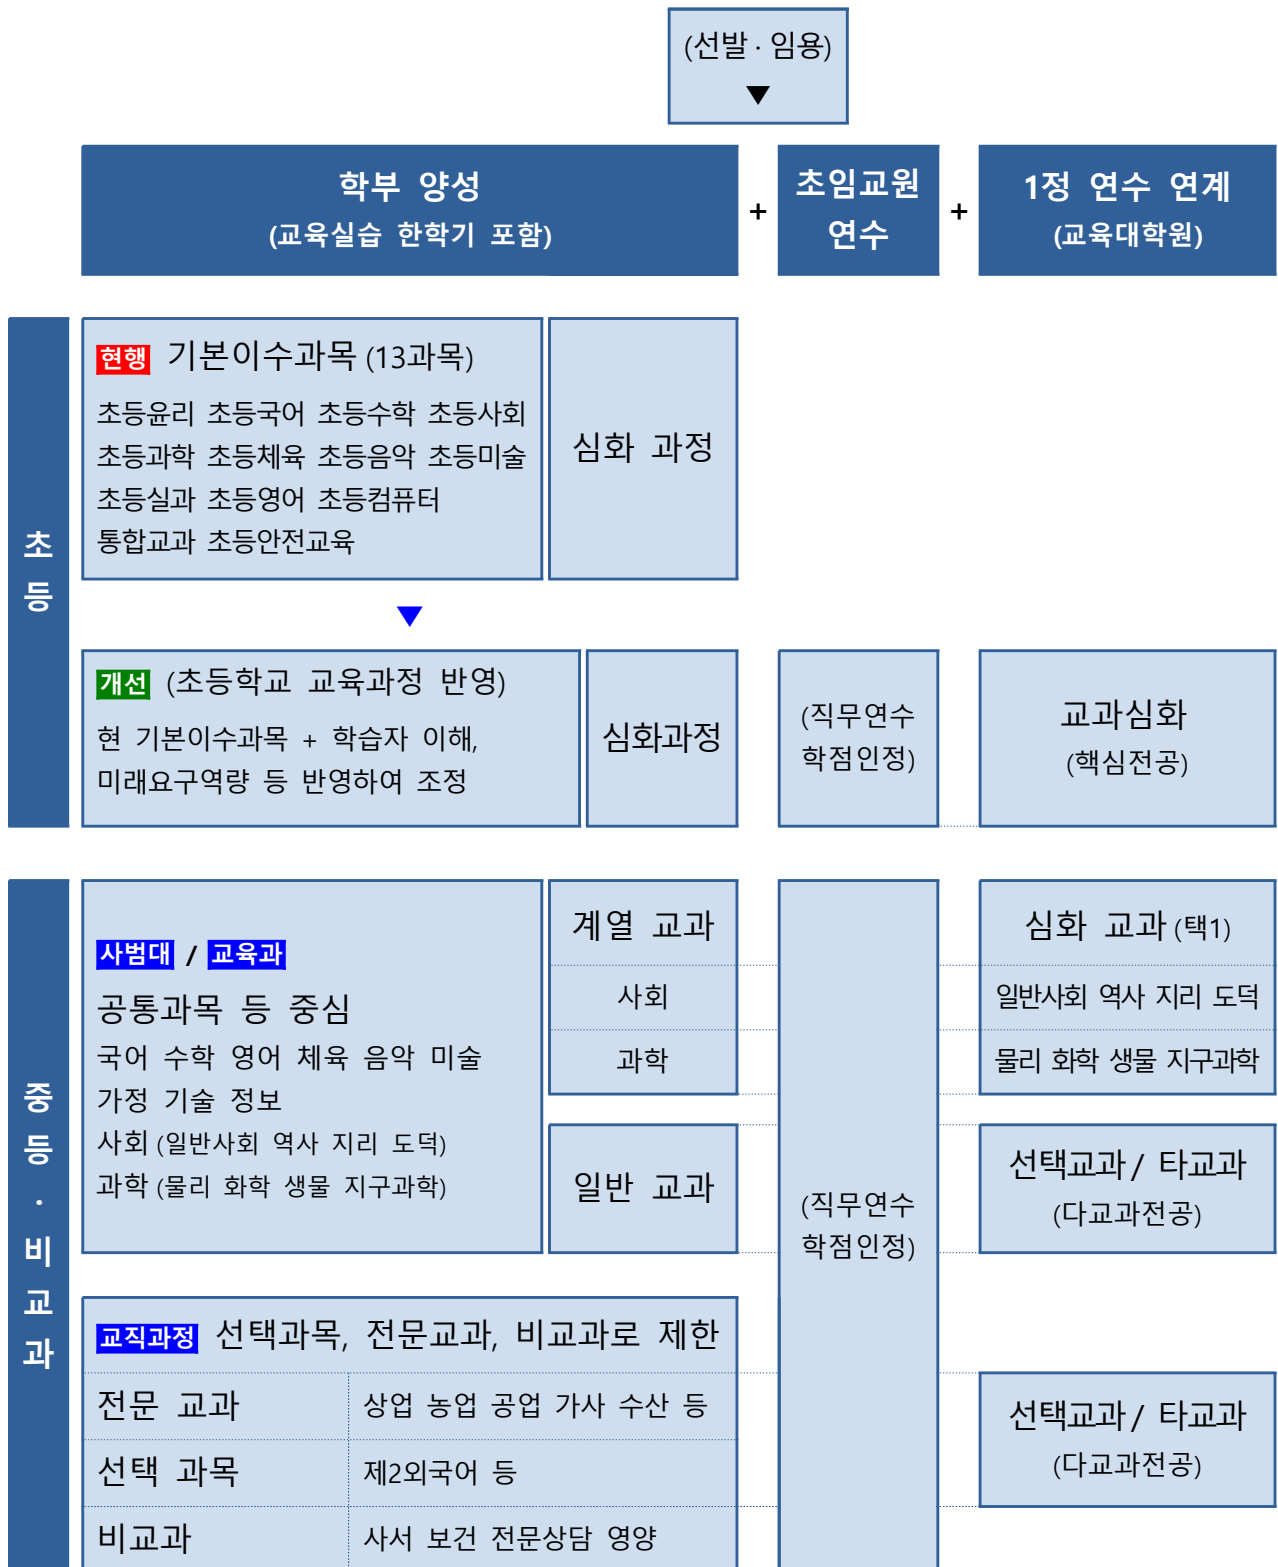 (선발 · 임용)
▼
학부 양성
(교육실습 한학기 포함)
+
초임교원
연수
+
1정 연수 연계
(교육대학원)
초등
현행 기본이수과목 (13과목)
초등윤리 초등국어 초등수학 초등사회
초등과학 초등체육 초등음악 초등미술
초등실과 초등영어 초등컴퓨터
통합교과 초등안전교육
심화 과정
▼
개선 (초등학교 교육과정 반영)
현 기본이수과목 + 학습자 이해,
미래요구역량 등 반영하여 조정
심화과정
(직무연수
학점인정)
교과심화
(핵심전공)
중등·비교과
사범대 / 교육과
공통과목 등 중심
국어 수학 영어 체육 음악 미술
가정 기술 정보
사회 (일반사회 역사 지리 도덕)
과학 (물리 화학 생물 지구과학)
계열 교과
사회
과학
일반 교과
(직무연수
학점인정)
심화 교과 (택1)
일반사회 역사 지리 도덕
물리 화학 생물 지구과학
선택교과 / 타교과
(다교과전공)
교직과정 선택과목, 전문교과, 비교과로 제한
전문 교과 상업 농업 공업 가사 수산 등
선택 과목 제2외국어 등
비교과 사서 보건 전문상담 영양
선택교과 / 타교과
(다교과전공)